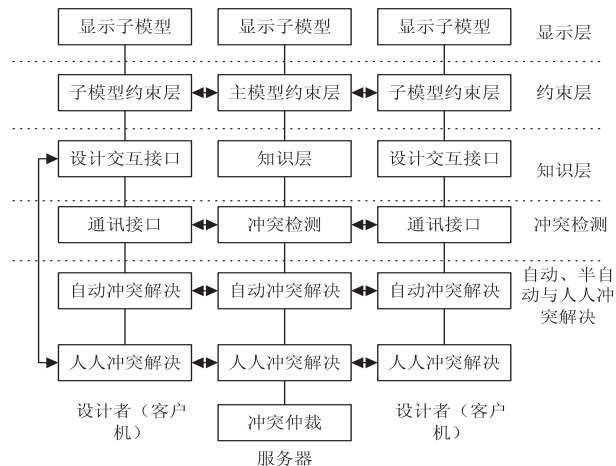 显示子模型
显示子模型
显示子模型
显示层
子模型约束层
主模型约束层
子模型约束层
约束层
设计交互接口
知识层
设计交互接口
知识层
通讯接口
冲突检测
通讯接口
冲突检测
自动冲突解决
自动冲突解决
自动冲突解决
自动、半自
动与人人冲
突解决
人人冲突解决
人人冲突解决
人人冲突解决
设计者（客户
机）
冲突仲裁
设计者（客户
机）
服务器